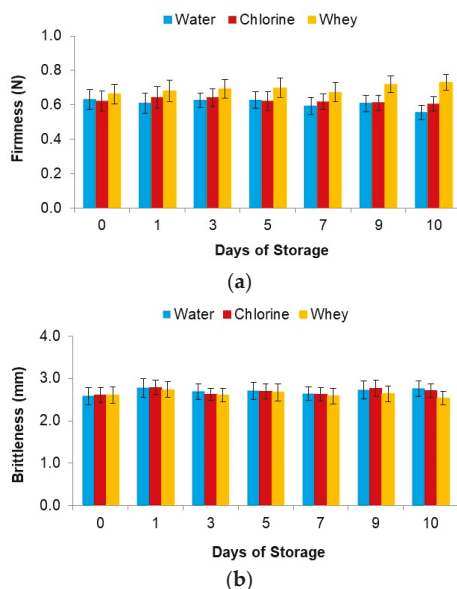 Water Chlorine Whey
1.0
0.8
0.6
0.4
0.2
0.0
Firmness (N)
0 1 3 5 7 9 10
Days of Storage
(a)
Water Chlorine Whey
4.0
3.0
2.0
1.0
0.0
Brittleness (mm)
0 1 3 5 7 9 10
Days of Storage
(b)